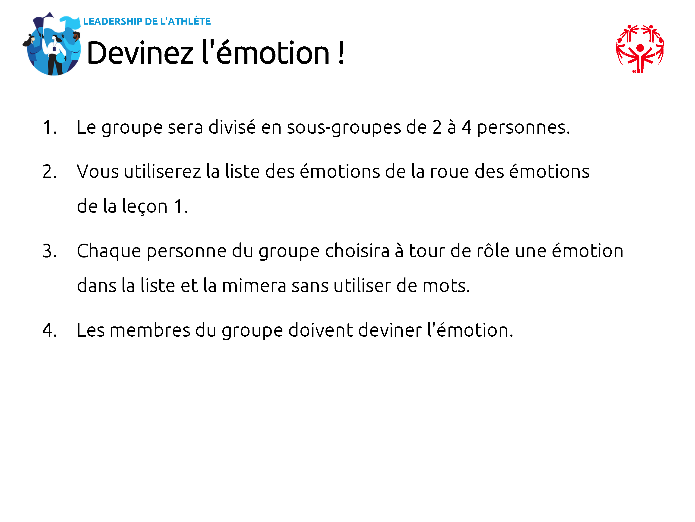 LEADERSHIP DE L'ATHLÈTE
Devinez l'émotion !
1. Le groupe sera divisé en sous-groupes de 2 à 4 personnes.
2. Vous utiliserez la liste des émotions de la roue des émotions
de la leçon 1.
3. Chaque personne du groupe choisira à tour de rôle une émotion
dans la liste et la mimera sans utiliser de mots.
4. Les membres du groupe doivent deviner l'émotion.